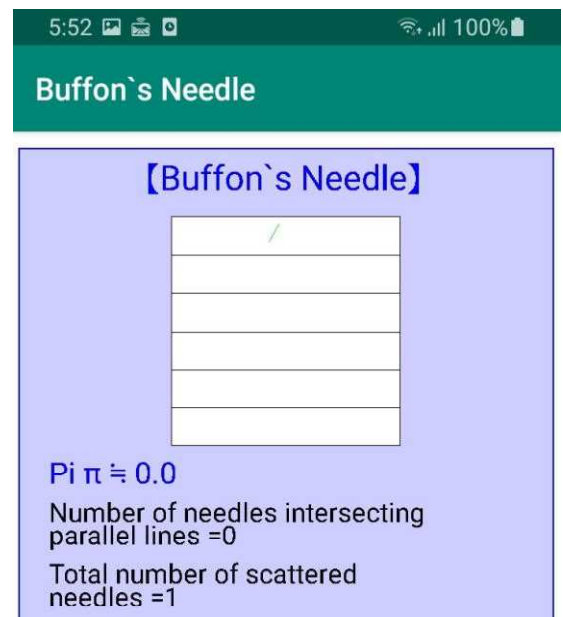 5:52 100%
Buffon`s Needle
【Buffon`s Needle】
Pi π ≒ 0.0
Number of needles intersecting
parallel lines =0
Total number of scattered
needles =1